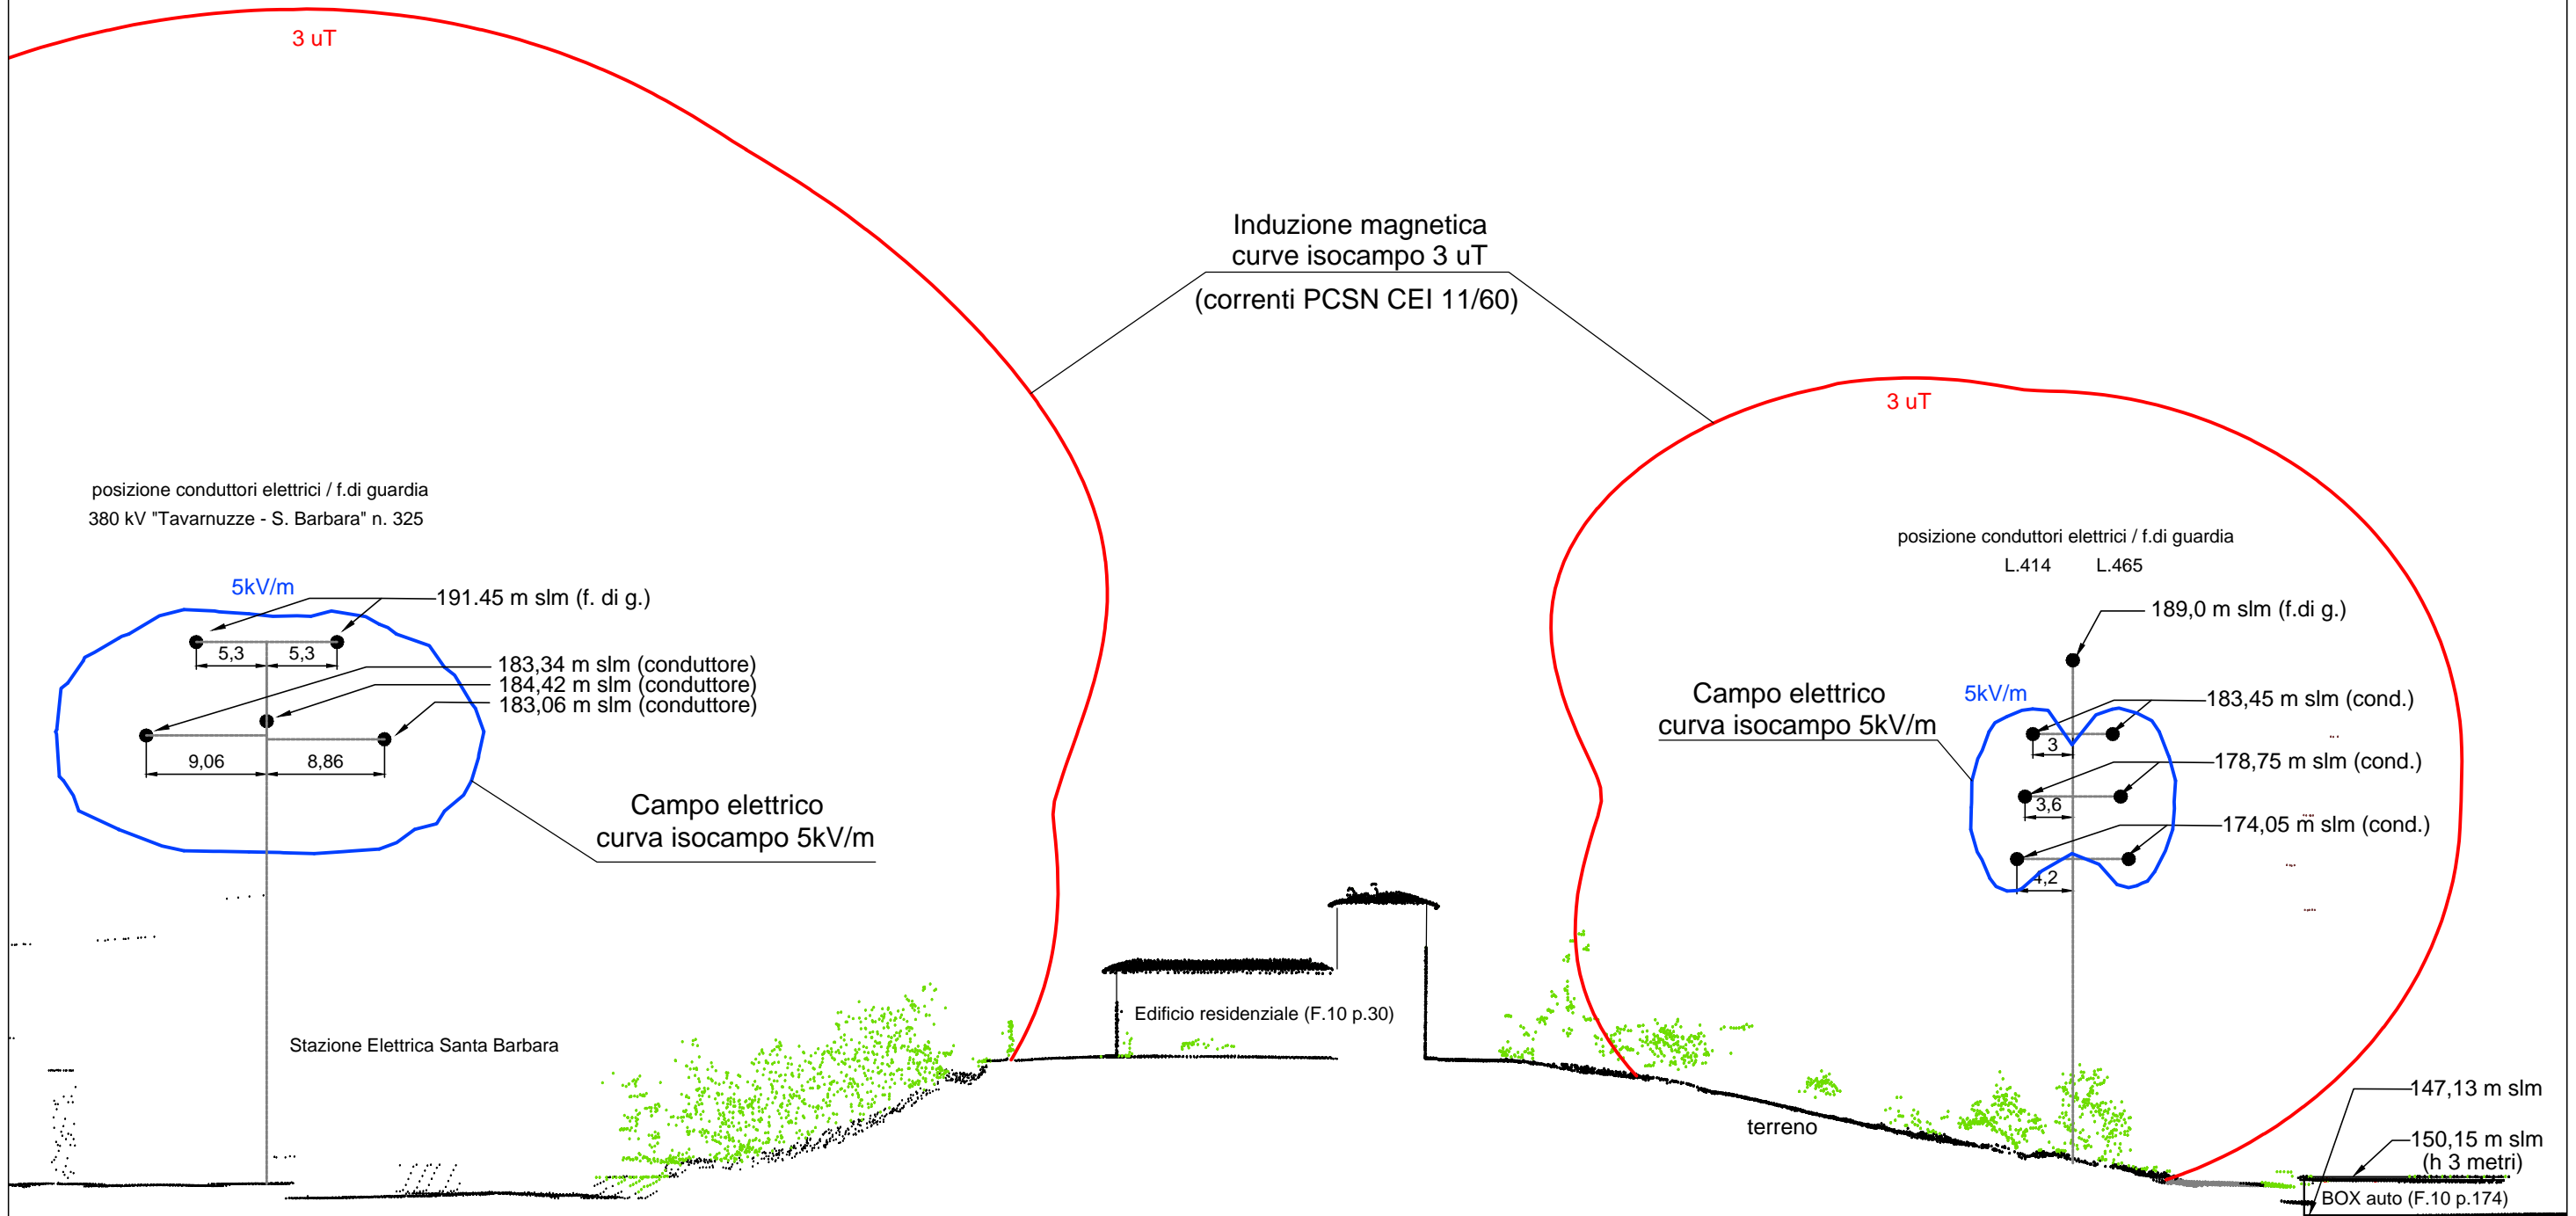 3 uT
Induzione magnetica
curve isocampo 3 uT
(correnti PCSN CEI 11/60)
3 uT
posizione conduttori elettrici / f.di guardia
380 kV "Tavarnuzze - S. Barbara" n. 325
5kV/m
191.45 m slm (f. di g.)
5,3
5,3
183,34 m slm (conduttore)
184,42 m slm (conduttore)
183,06 m slm (conduttore)
9,06
8,86
Campo elettrico
curva isocampo 5kV/m
posizione conduttori elettrici / f.di guardia
L.414
L.465
189,0 m slm (f.di g.)
Campo elettrico
curva isocampo 5kV/m
5kV/m
183,45 m slm (cond.)
3
178,75 m slm (cond.)
3,6
174,05 m slm (cond.)
4,2
Edificio residenziale (F.10 p.30)
Stazione Elettrica Santa Barbara
terreno
147,13 m slm
150,15 m slm
(h 3 metri)
BOX auto (F.10 p.174)